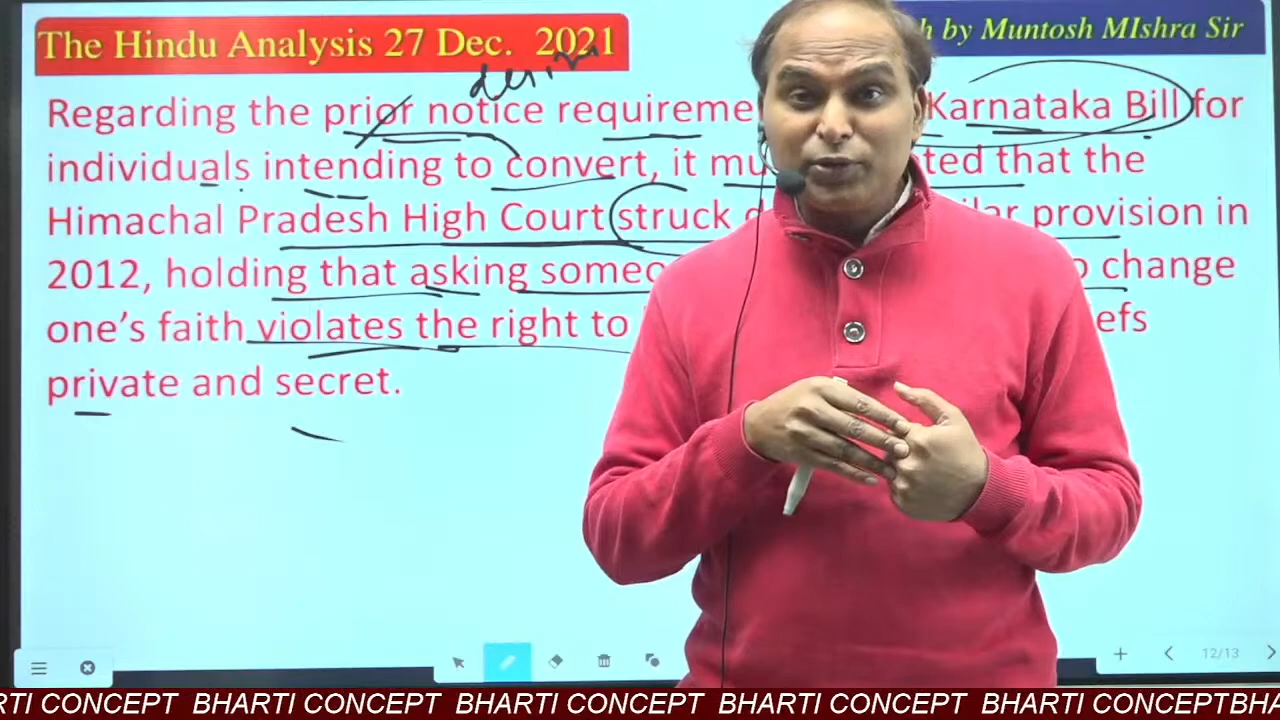 The Hindu Analysis 27 Dec. 2021
h by Muntosh MIshra Sir
Regarding the prior notice requireme Karnataka Bill for
individuals intending to convert, it mu ted that the
Himachal Pradesh High Court struck d ilar provision in
2012, holding that asking someo o change
one's faith violates the right to efs
private and secret.
12/13
RTI CONCEPT BHARTI CONCEPT BHARTI CONCEPT BHARTI CONCEPTBHA